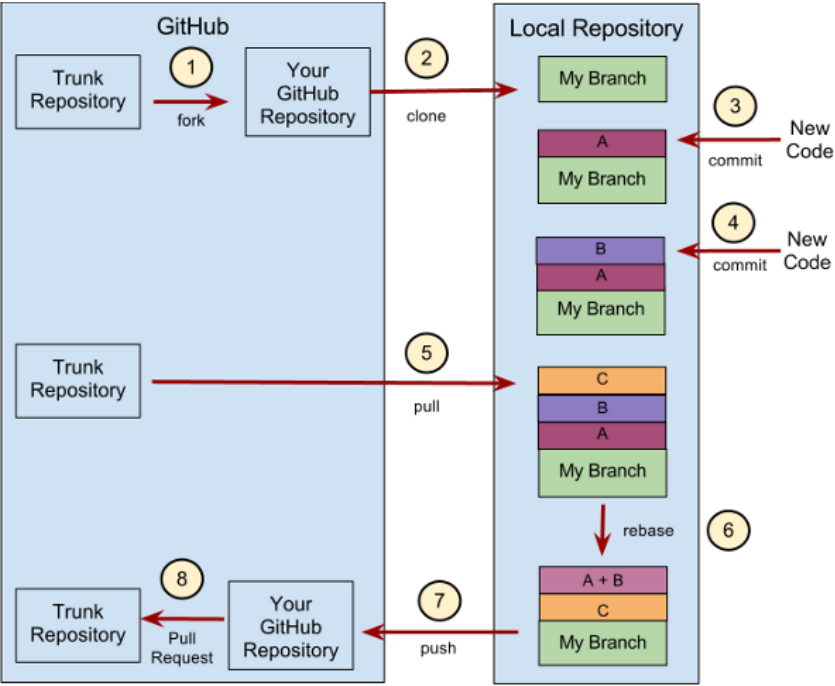 GitHub
Local Repository
Trunk
Repository
1
fork
Your
GitHub
Repository
2
clone
My Branch
3
commit
New
Code
A
My Branch
4
commit
New
Code
B
A
My Branch
Trunk
Repository
5
pull
C
B
A
My Branch
rebase
6
A + B
C
My Branch
7
push
Your
GitHub
Repository
8
Pull
Request
Trunk
Repository